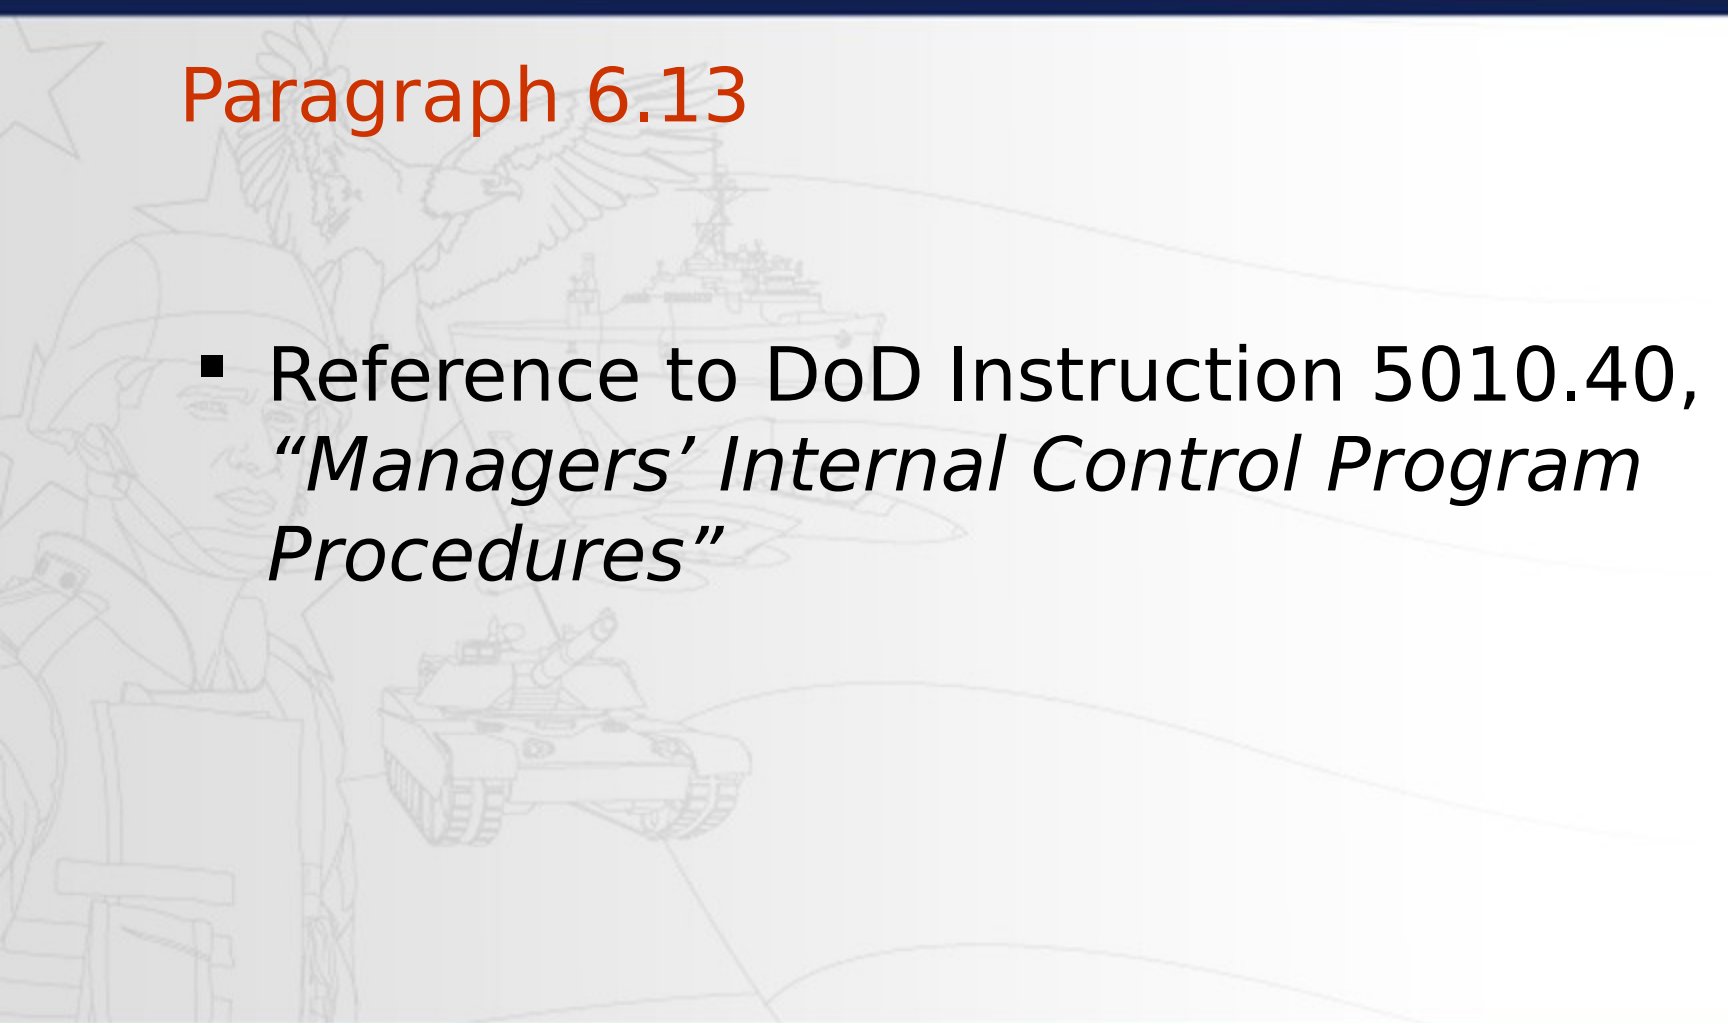 Paragraph 6.13
▪ Reference to DoD Instruction 5010.40,
“Managers’ Internal Control Program
Procedures”